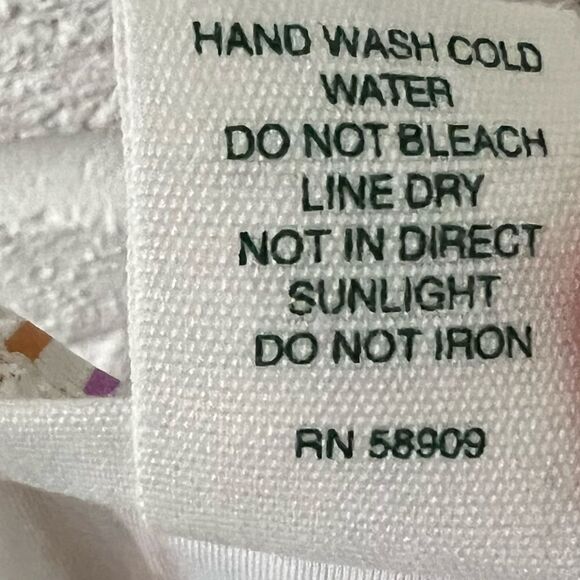 HAND WASH COLD
WATER
DO NOT BLEACH
LINE DRY
NOT IN DIRECT
SUNLIGHT
DO NOT IRON
RN 58909